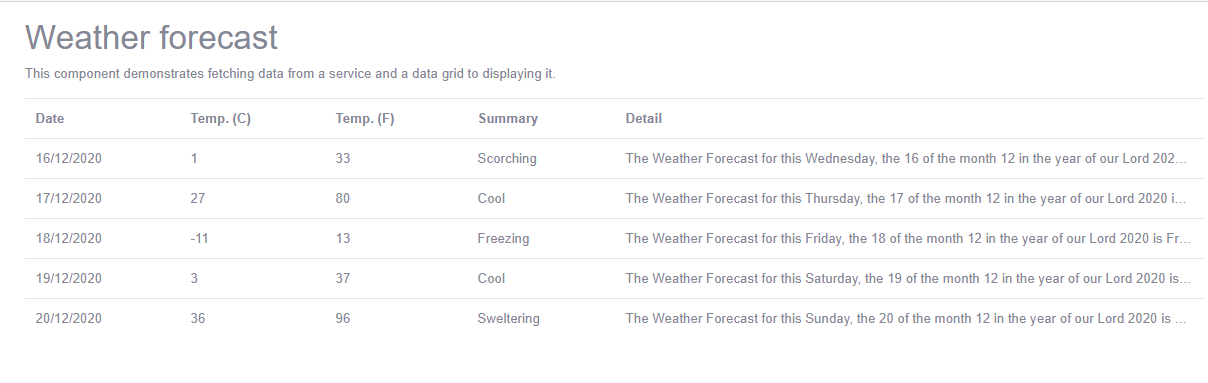 Weather forecast
This component demonstrates fetching data from a service and a data grid to displaying it.
Date Temp. (C) Temp. (F) Summary Detail
16/12/2020 1 33 Scorching The Weather Forecast for this Wednesday, the 16 of the month 12 in the year of our Lord 202...
17/12/2020 27 80 Cool The Weather Forecast for this Thursday, the 17 of the month 12 in the year of our Lord 2020 i...
18/12/2020 -11 13 Freezing The Weather Forecast for this Friday, the 18 of the month 12 in the year of our Lord 2020 is Fr...
19/12/2020 3 37 Cool The Weather Forecast for this Saturday, the 19 of the month 12 in the year of our Lord 2020 is...
20/12/2020 36 96 Sweltering The Weather Forecast for this Sunday, the 20 of the month 12 in the year of our Lord 2020 is ...